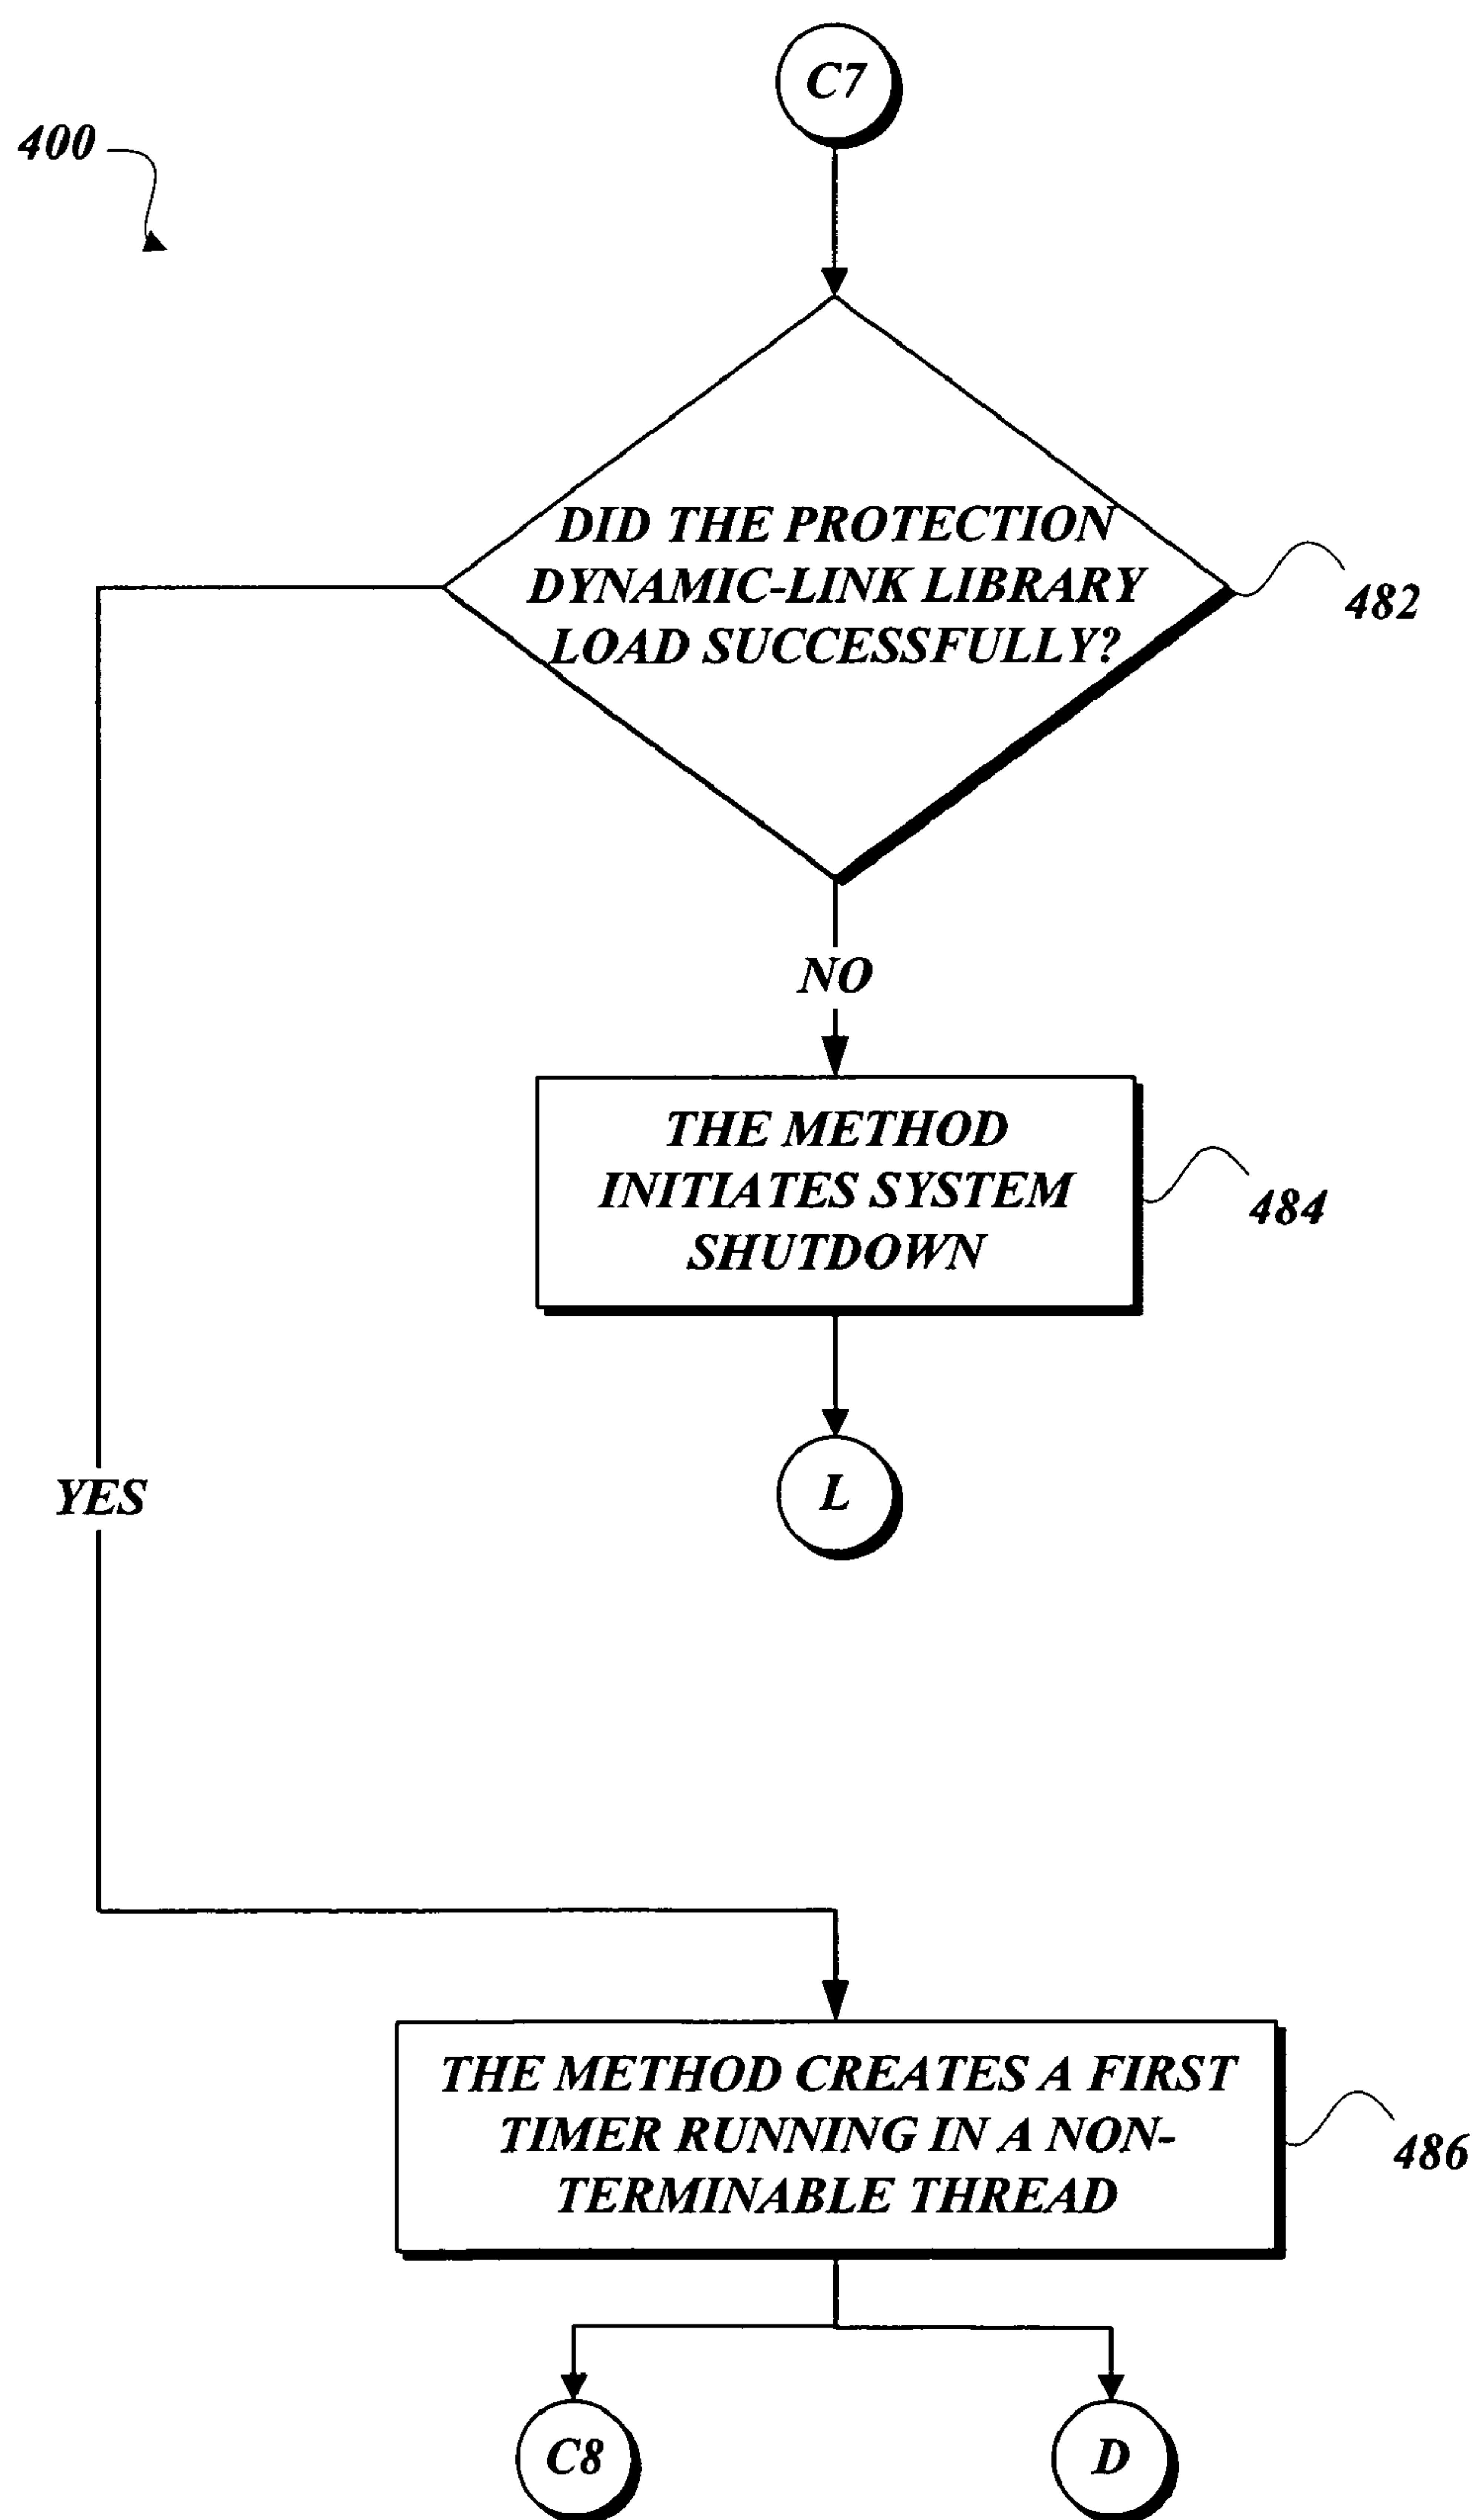 C7
400
DID THE PROTECTION
DYNAMIC-LINK LIBRARY
LOAD SUCCESSFULLY?
482
NO
THE METHOD
INITIATES SYSTEM
SHUTDOWN
484
L
YES
THE METHOD CREATES A FIRST
TIMER RUNNING IN A NON-
TERMINABLE THREAD
486
C8
D